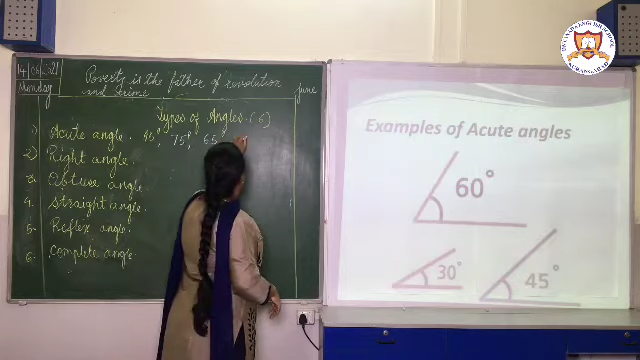 14 06 2021
Monday
Poverty is the father of revolution
and crime.
June
Types of Angles - (6)
1) Acute angle. 45°, 75°, 65
2) Right angle.
3. Obtuse angle.
4. Straight angle.
5. Reflex angle.
6. Complete angle.
Examples of Acute angles
60°
30°
45°